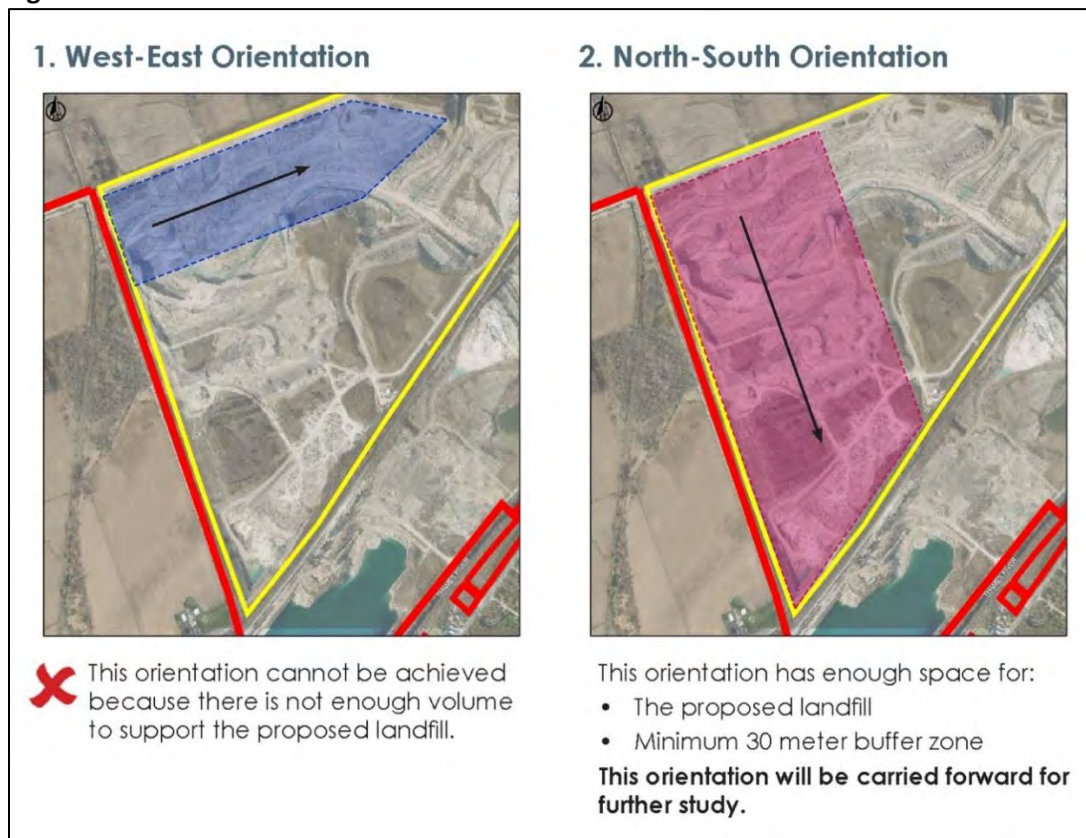 1. West-East Orientation
2. North-South Orientation
This orientation cannot be achieved
because there is not enough volume
to support the proposed landfill.
This orientation has enough space for:
• The proposed landfill
• Minimum 30 meter buffer zone
This orientation will be carried forward for
further study.